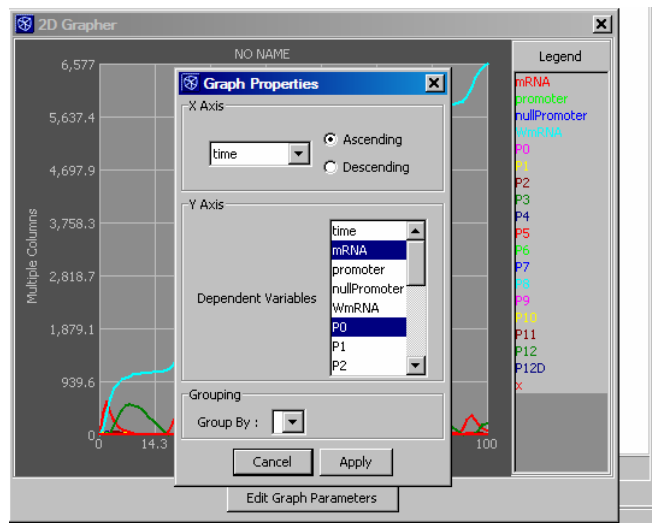 2D Grapher
NO NAME
Legend
6,577
5,637.4
4,697.9
3,758.3
2,818.7
1,879.1
939.6
0
Multiple Columns
0
14.3
100
mRNA
promoter
nullPromoter
WmRNA
P0
P1
P2
P3
P4
P5
P6
P7
P8
P9
P10
P11
P12
P12D
x
Graph Properties
X Axis
time
Ascending
Descending
Y Axis
Dependent Variables
time
mRNA
promoter
nullPromoter
WmRNA
P0
P1
P2
Grouping
Group By :
Cancel
Apply
Edit Graph Parameters